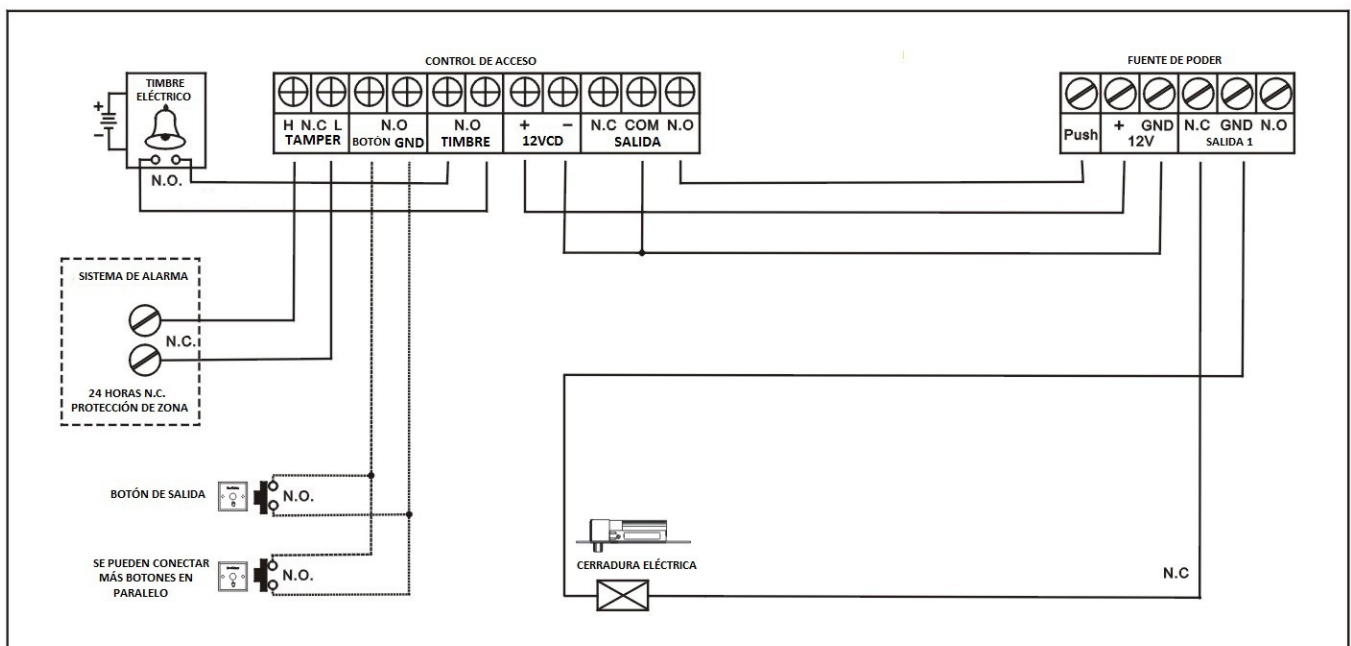 CONTROL DE ACCESO
FUENTE DE PODER
TIMBRE
ELÉCTRICO
+
−
N.O.
H N.C L
TAMPER
N.O
BOTÓN GND
N.O
TIMBRE
+ −
12VCD
N.C COM N.O
SALIDA
Push
+ GND
12V
N.C GND N.O
SALIDA 1
SISTEMA DE ALARMA
N.C.
24 HORAS N.C.
PROTECCIÓN DE ZONA
BOTÓN DE SALIDA
N.O.
SE PUEDEN CONECTAR
MÁS BOTONES EN
PARALELO
N.O.
CERRADURA ELÉCTRICA
N.C